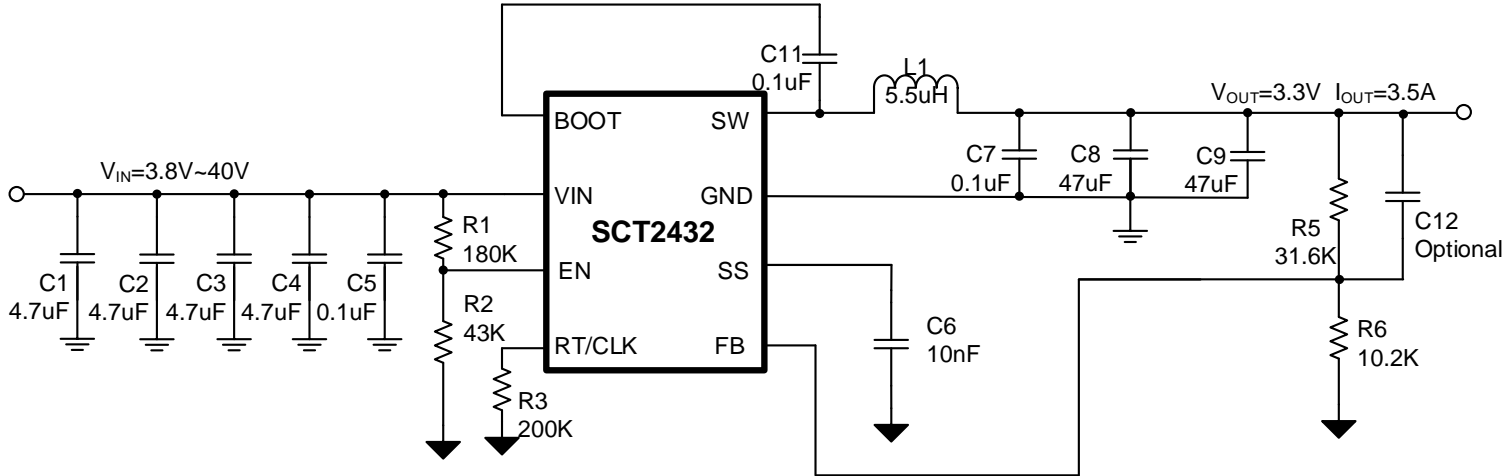 C11
0.1uF
L1
5.5uH
V_OUT=3.3V I_OUT=3.5A
BOOT
SW
V_IN=3.8V~40V
C7
0.1uF
C8
47uF
C9
47uF
VIN
GND
SCT2432
R1
180K
R5
31.6K
C12
Optional
C1
4.7uF
C2
4.7uF
C3
4.7uF
C4
4.7uF
C5
0.1uF
EN
SS
R2
43K
RT/CLK
FB
C6
10nF
R6
10.2K
R3
200K